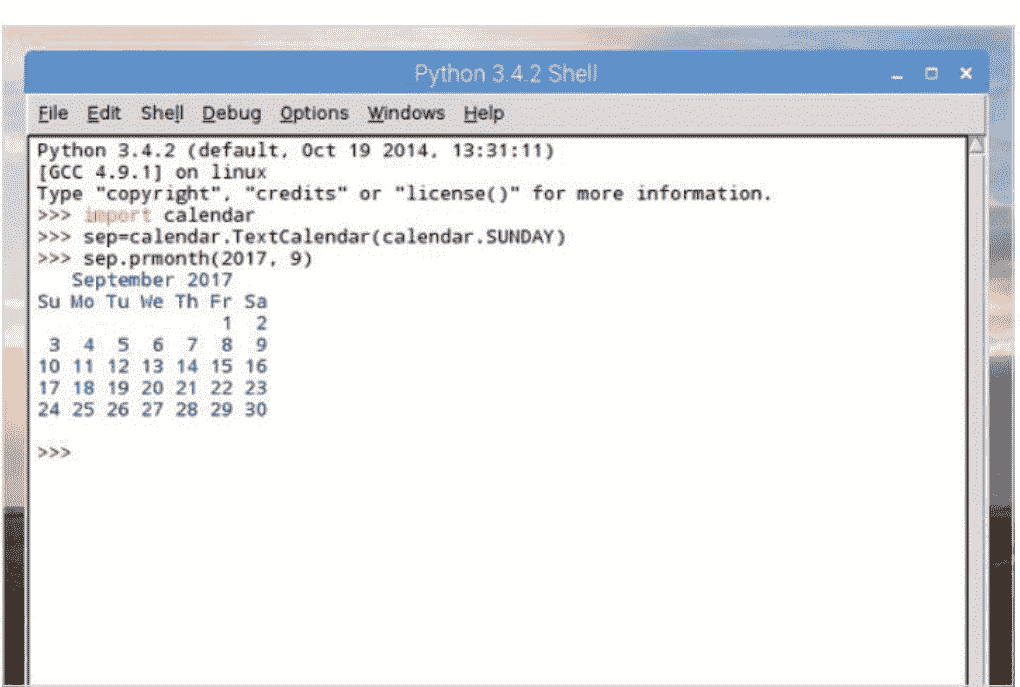 Python 3.4.2 Shell
File Edit Shell Debug Options Windows Help
Python 3.4.2 (default, Oct 19 2014, 13:31:11)
[GCC 4.9.1] on linux
Type "copyright", "credits" or "license()" for more information.
>>> import calendar
>>> sep=calendar.TextCalendar(calendar.SUNDAY)
>>> sep.prmonth(2017, 9)
   September 2017
Su Mo Tu We Th Fr Sa
                1  2
 3  4  5  6  7  8  9
10 11 12 13 14 15 16
17 18 19 20 21 22 23
24 25 26 27 28 29 30
>>>